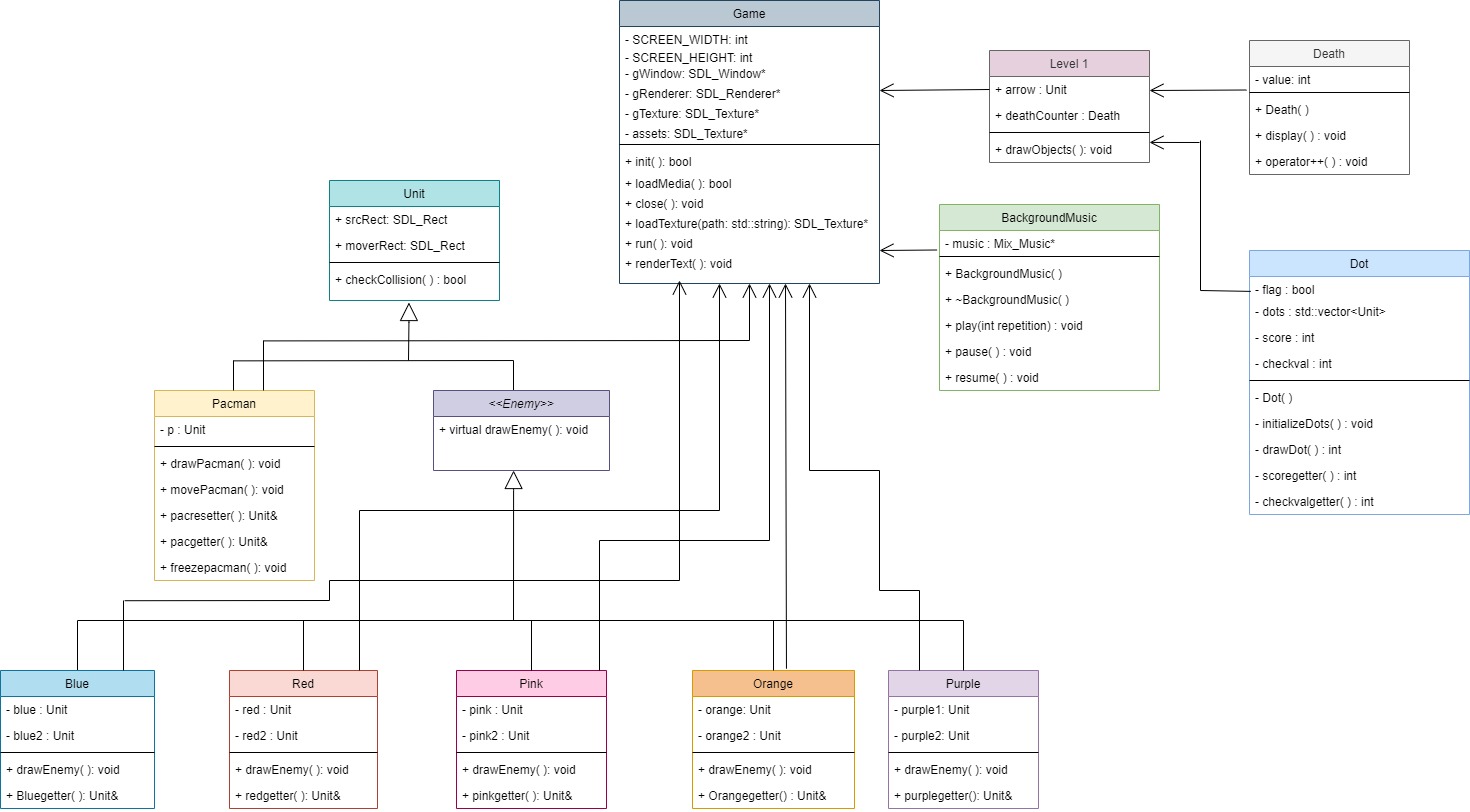 Game
- SCREEN_WIDTH: int
- SCREEN_HEIGHT: int
- gWindow: SDL_Window*
- gRenderer: SDL_Renderer*
- gTexture: SDL_Texture*
- assets: SDL_Texture*
+ init( ): bool
+ loadMedia( ): bool
+ close( ): void
+ loadTexture(path: std::string): SDL_Texture*
+ run( ): void
+ renderText( ): void
Level 1
+ arrow : Unit
+ deathCounter : Death
+ drawObjects( ): void
Death
- value: int
+ Death( )
+ display( ) : void
+ operator++( ) : void
Unit
+ srcRect: SDL_Rect
+ moverRect: SDL_Rect
+ checkCollision( ) : bool
BackgroundMusic
- music : Mix_Music*
+ BackgroundMusic( )
+ ~BackgroundMusic( )
+ play(int repetition) : void
+ pause( ) : void
+ resume( ) : void
Dot
- flag : bool
- dots : std::vector<Unit>
- score : int
- checkval : int
- Dot( )
- initializeDots( ) : void
- drawDot( ) : int
- scoregetter( ) : int
- checkvalgetter( ) : int
Pacman
- p : Unit
+ drawPacman( ): void
+ movePacman( ): void
+ pacresetter( ): Unit&
+ pacgetter( ): Unit&
+ freezepacman( ): void
<<Enemy>>
+ virtual drawEnemy( ): void
Blue
- blue : Unit
- blue2 : Unit
+ drawEnemy( ): void
+ Bluegetter( ): Unit&
Red
- red : Unit
- red2 : Unit
+ drawEnemy( ): void
+ redgetter( ): Unit&
Pink
- pink : Unit
- pink2 : Unit
+ drawEnemy( ): void
+ pinkgetter( ): Unit&
Orange
- orange: Unit
- orange2 : Unit
+ drawEnemy( ): void
+ Orangegetter() : Unit&
Purple
- purple1: Unit
- purple2: Unit
+ drawEnemy( ): void
+ purplegetter(): Unit&